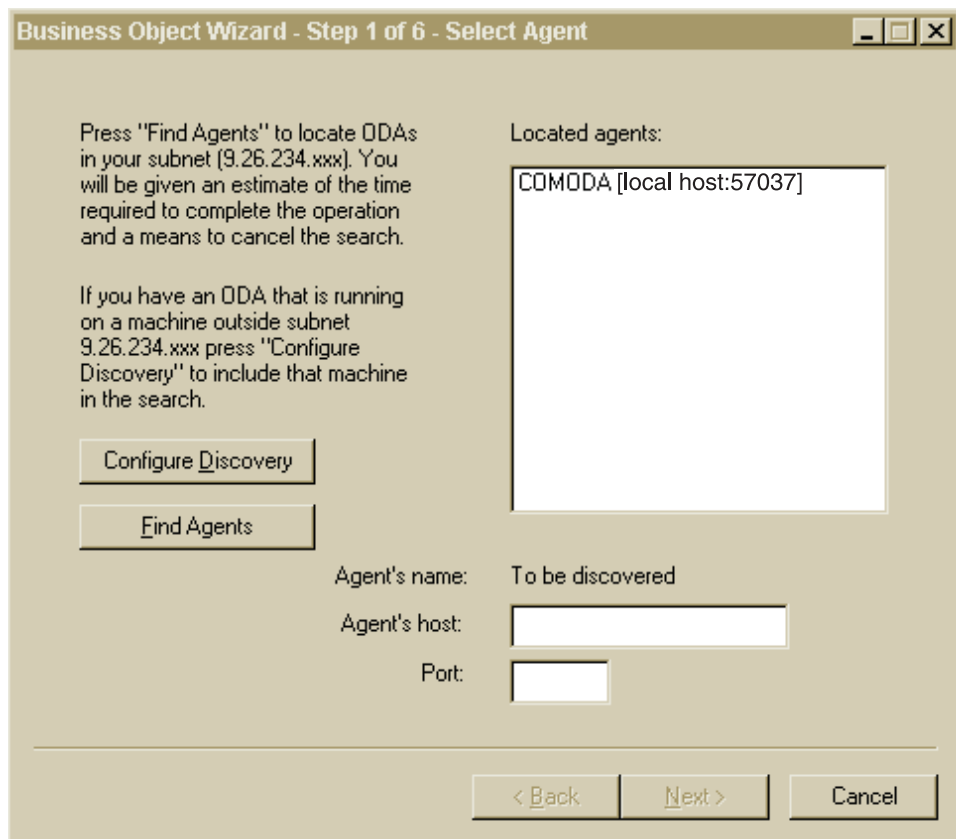 Business Object Wizard - Step 1 of 6 - Select Agent
Press "Find Agents" to locate ODAs
in your subnet (9.26.234.xxx). You
will be given an estimate of the time
required to complete the operation
and a means to cancel the search.
If you have an ODA that is running
on a machine outside subnet
9.26.234.xxx press "Configure
Discovery" to include that machine
in the search.
Configure Discovery
Find Agents
Located agents:
COMODA [local host:57037]
Agent's name: To be discovered
Agent's host:
Port:
< Back
Next >
Cancel